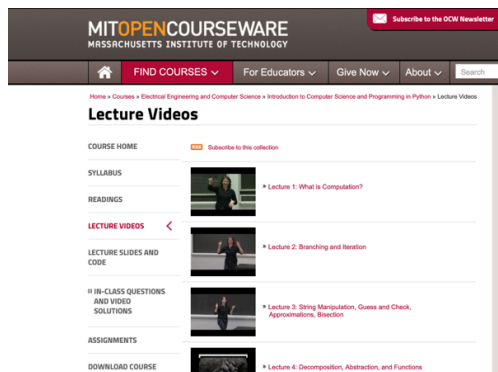 Subscribe to the OCW Newsletter
MITOPENCOURSEWARE
MASSACHUSETTS INSTITUTE OF TECHNOLOGY
FIND COURSES
For Educators
Give Now
About
Search
Home » Courses » Electrical Engineering and Computer Science » Introduction to Computer Science and Programming in Python » Lecture Videos
Lecture Videos
COURSE HOME
RSS Subscribe to this collection
SYLLABUS
READINGS
Lecture 1: What is Computation?
LECTURE VIDEOS
LECTURE SLIDES AND
CODE
Lecture 2: Branching and Iteration
IN-CLASS QUESTIONS
AND VIDEO
SOLUTIONS
Lecture 3: String Manipulation, Guess and Check,
Approximations, Bisection
ASSIGNMENTS
DOWNLOAD COURSE
Lecture 4: Decomposition, Abstraction, and Functions